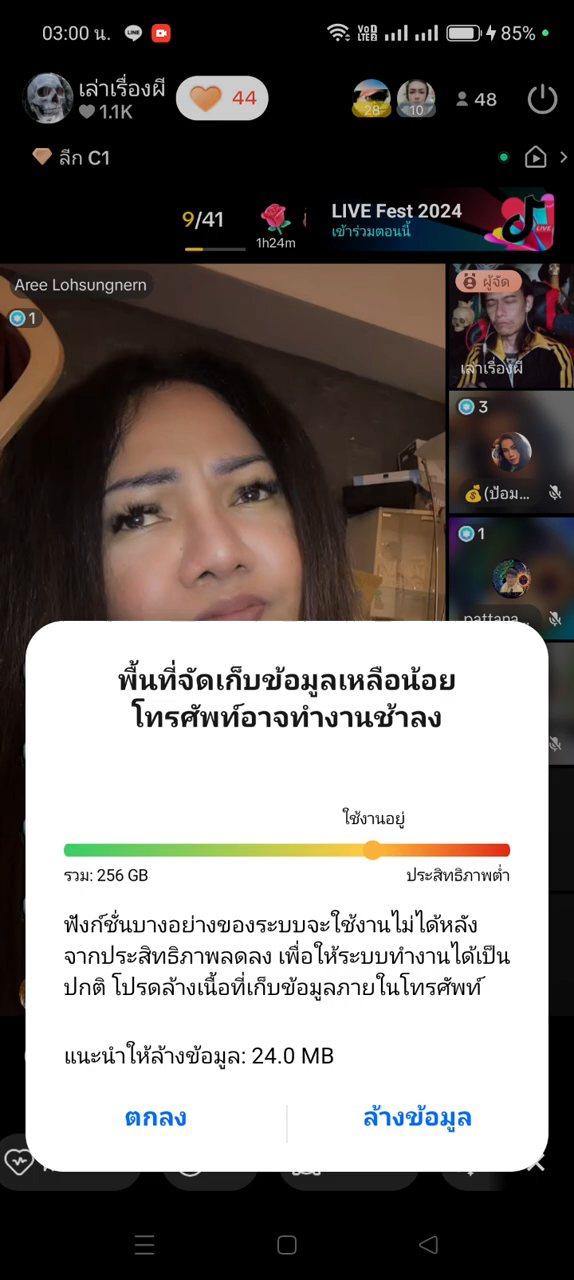 03:00 น.
LINE
VoD
LTE2
85%
เล่าเรื่องผี
1.1K
44
28
10
48
ลีก C1
9/41
1h24m
LIVE Fest 2024
เข้าร่วมตอนนี้
LIVE
Aree Lohsungnern
1
ผู้จัด
เล่าเรื่องผี
3
(ป้อม...
1
pattana...
พื้นที่จัดเก็บข้อมูลเหลือน้อย
โทรศัพท์อาจทำงานช้าลง
ใช้งานอยู่
รวม: 256 GB
ประสิทธิภาพต่ำ
ฟังก์ชั่นบางอย่างของระบบจะใช้งานไม่ได้หลัง
จากประสิทธิภาพลดลง เพื่อให้ระบบทำงานได้เป็น
ปกติ โปรดล้างเนื้อที่เก็บข้อมูลภายในโทรศัพท์
แนะนำให้ล้างข้อมูล: 24.0 MB
ตกลง
ล้างข้อมูล